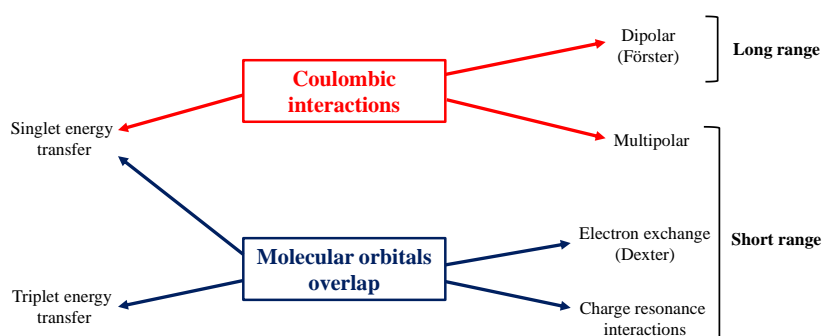 Dipolar
(Förster)
Long range
Coulombic
interactions
Singlet energy
transfer
Multipolar
Electron exchange
(Dexter)
Short range
Molecular orbitals
overlap
Triplet energy
transfer
Charge resonance
interactions